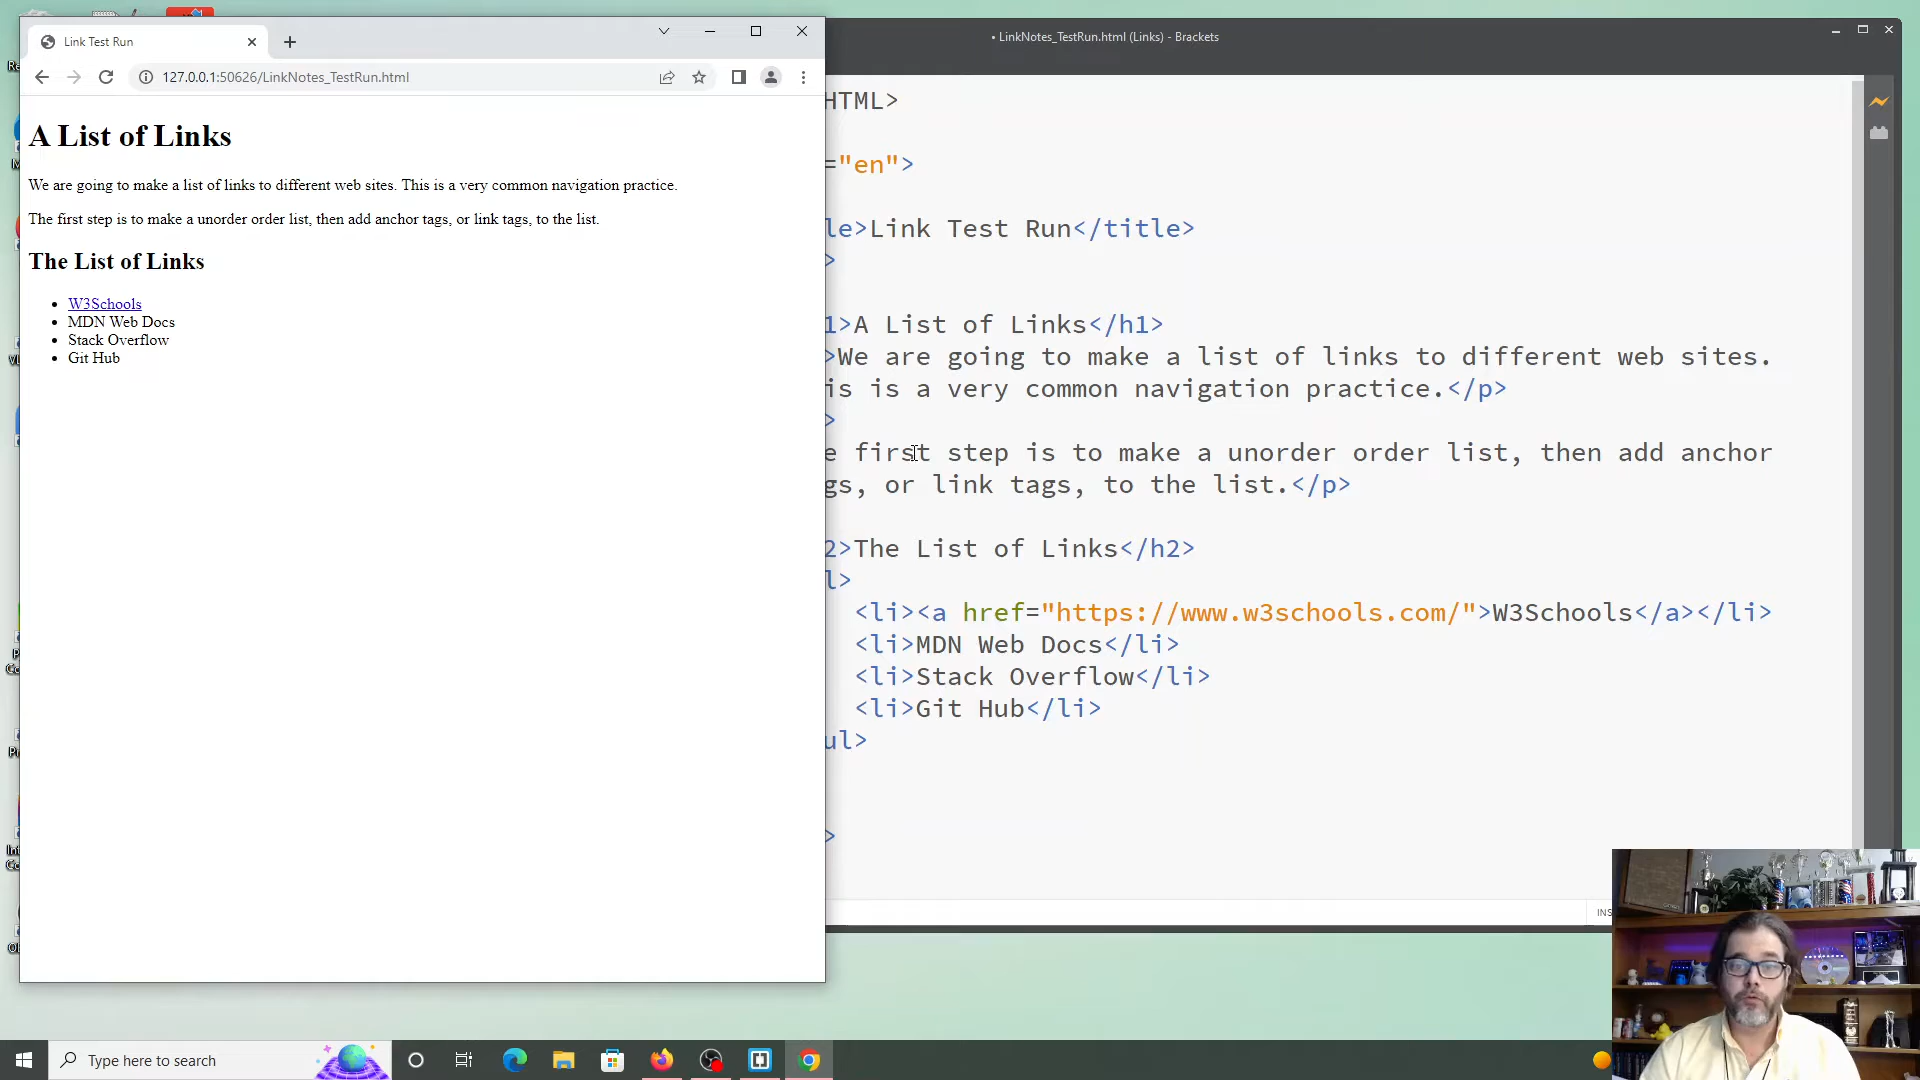 Link Test Run
127.0.0.1:50626/LinkNotes_TestRun.html
A List of Links
We are going to make a list of links to different web sites. This is a very common navigation practice.
The first step is to make a unorder order list, then add anchor tags, or link tags, to the list.
The List of Links
• W3Schools
• MDN Web Docs
• Stack Overflow
• Git Hub
• LinkNotes_TestRun.html (Links) - Brackets
HTML>
="en">
le>Link Test Run</title>
>
1>A List of Links</h1>
>We are going to make a list of links to different web sites.
is is a very common navigation practice.</p>
>
e first step is to make a unorder order list, then add anchor
gs, or link tags, to the list.</p>
2>The List of Links</h2>
l>
<li><a href="https://www.w3schools.com/">W3Schools</a></li>
<li>MDN Web Docs</li>
<li>Stack Overflow</li>
<li>Git Hub</li>
ul>
>
INS
Type here to search